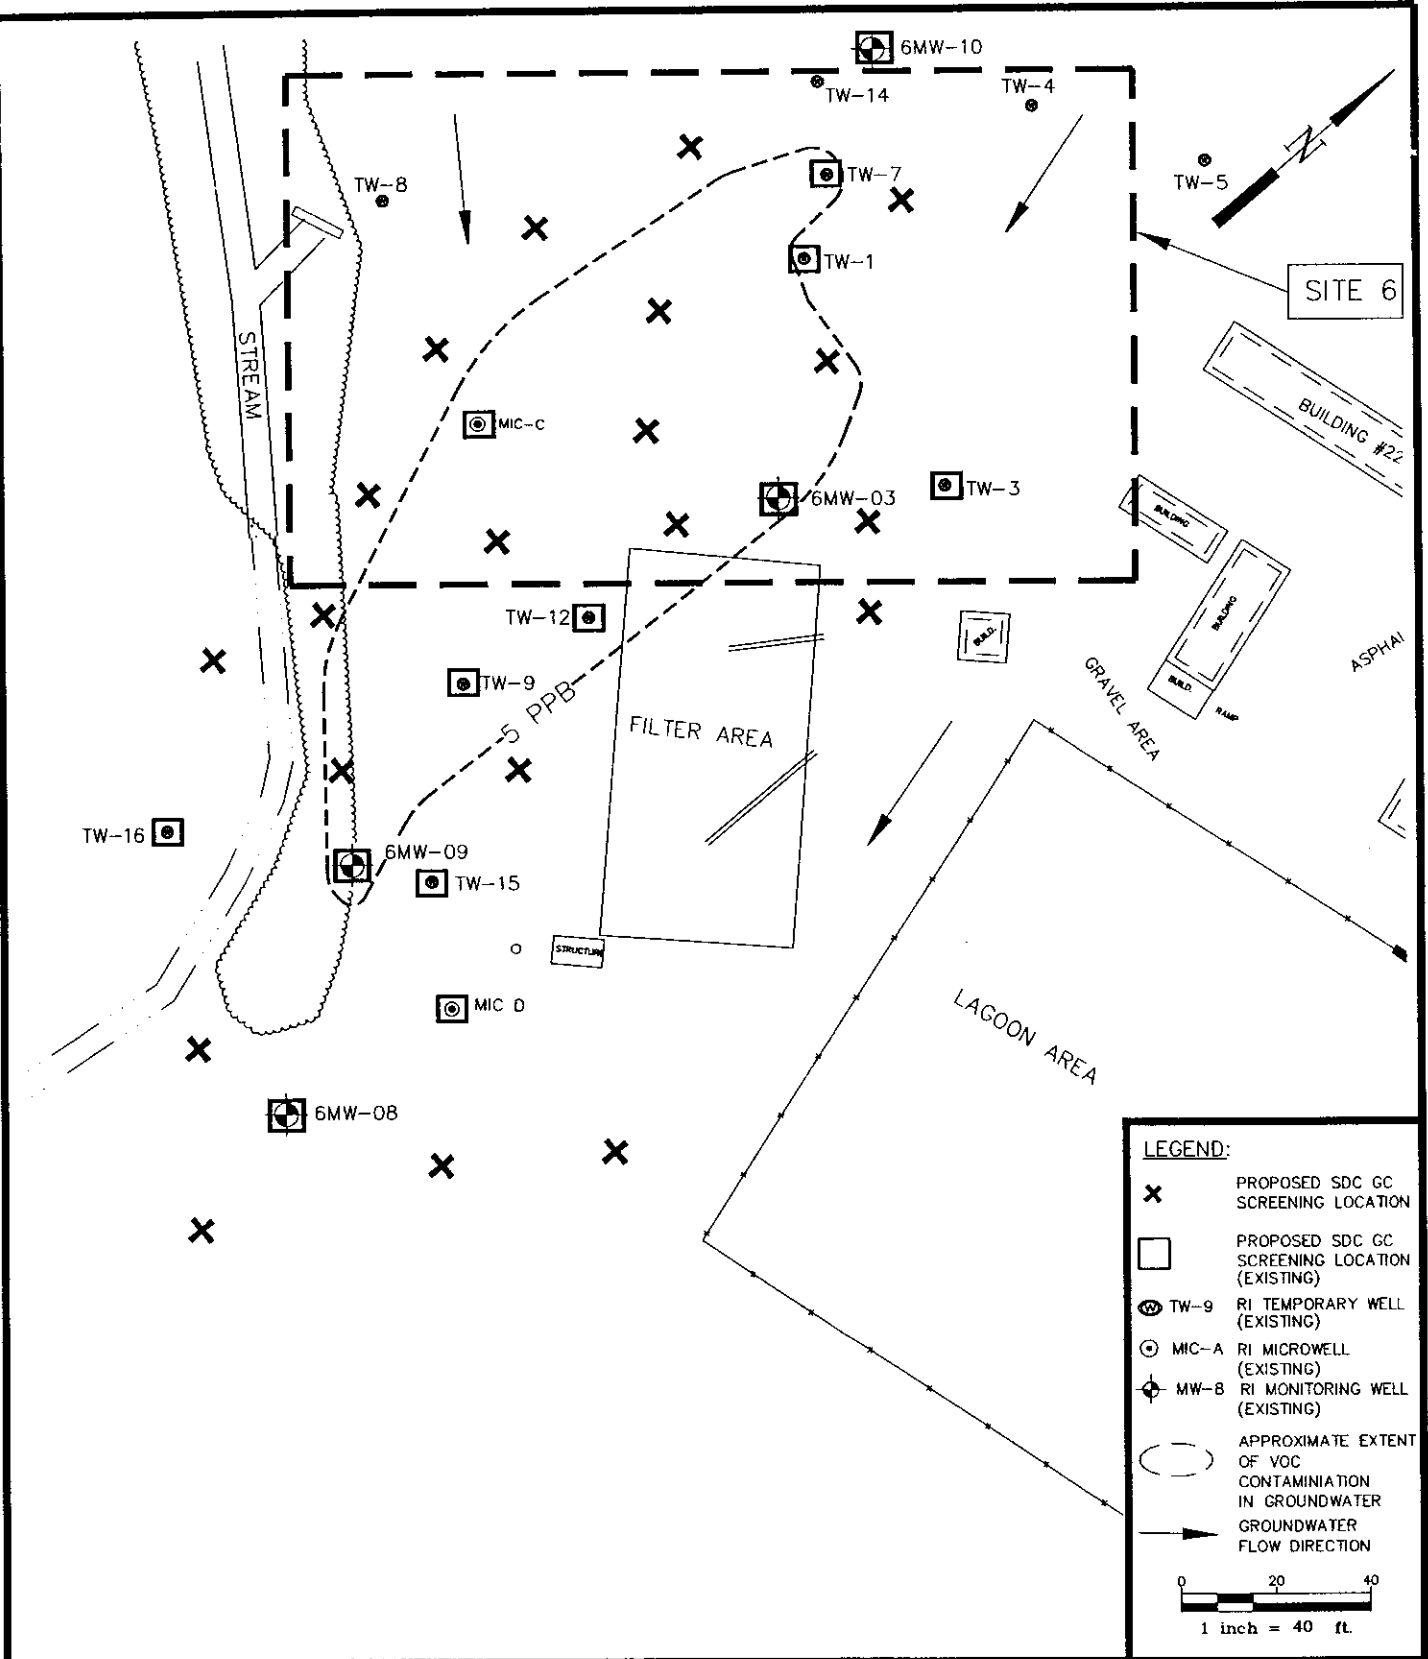 6MW-10
TW-14
TW-4
N
TW-5
TW-8
TW-7
TW-1
SITE 6
STREAM
BUILDING #22
MIC-C
6MW-03
TW-3
BUILDING
BUILDING
TW-12
BUILD.
TW-9
5 PPB
FILTER AREA
GRAVEL AREA
BUILD.
RAMP
ASPHAL
TW-16
6MW-09
TW-15
STRUCTURE
MIC D
LAGOON AREA
6MW-08
LEGEND:
PROPOSED SDC GC
SCREENING LOCATION
PROPOSED SDC GC
SCREENING LOCATION
(EXISTING)
W TW-9 RI TEMPORARY WELL
(EXISTING)
MIC-A RI MICROWELL
(EXISTING)
MW-8 RI MONITORING WELL
(EXISTING)
APPROXIMATE EXTENT
OF VOC
CONTAMINIATION
IN GROUNDWATER
GROUNDWATER
FLOW DIRECTION
0 20 40
1 inch = 40 ft.